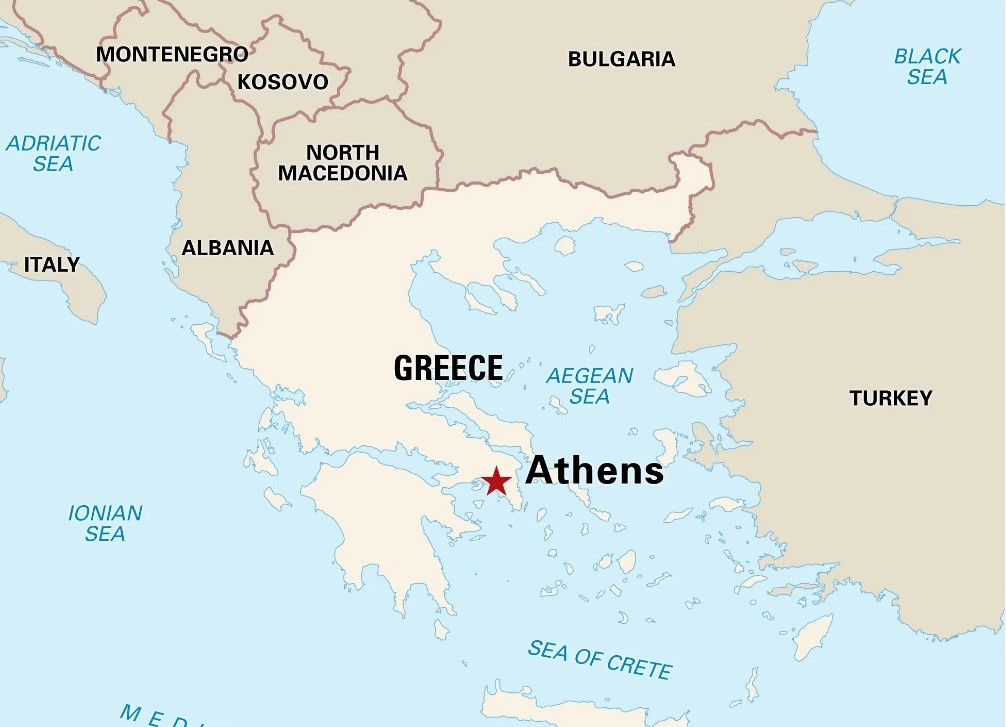 MONTENEGRO
KOSOVO
BULGARIA
BLACK
SEA
ADRIATIC
SEA
NORTH
MACEDONIA
ALBANIA
ITALY
GREECE
AEGEAN
SEA
TURKEY
Athens
IONIAN
SEA
SEA OF CRETE